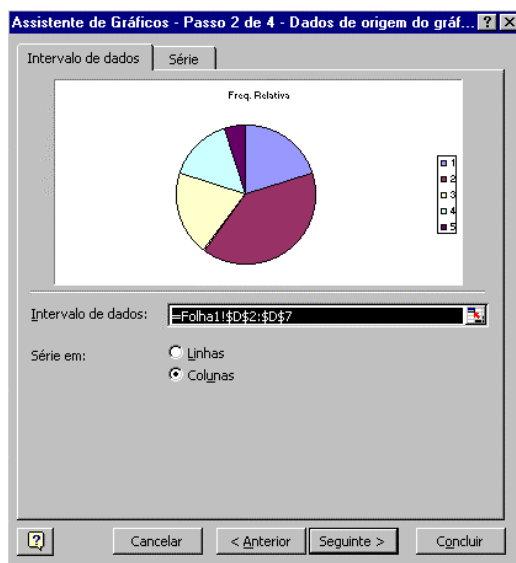 Assistente de Gráficos - Passo 2 de 4 - Dados de origem do gráf... ? X
Intervalo de dados Série
Freq. Relativa
1
2
3
4
5
Intervalo de dados: =Folha1!$D$2:$D$7
Série em: Linhas
Colunas
? Cancelar < Anterior Seguinte > Concluir